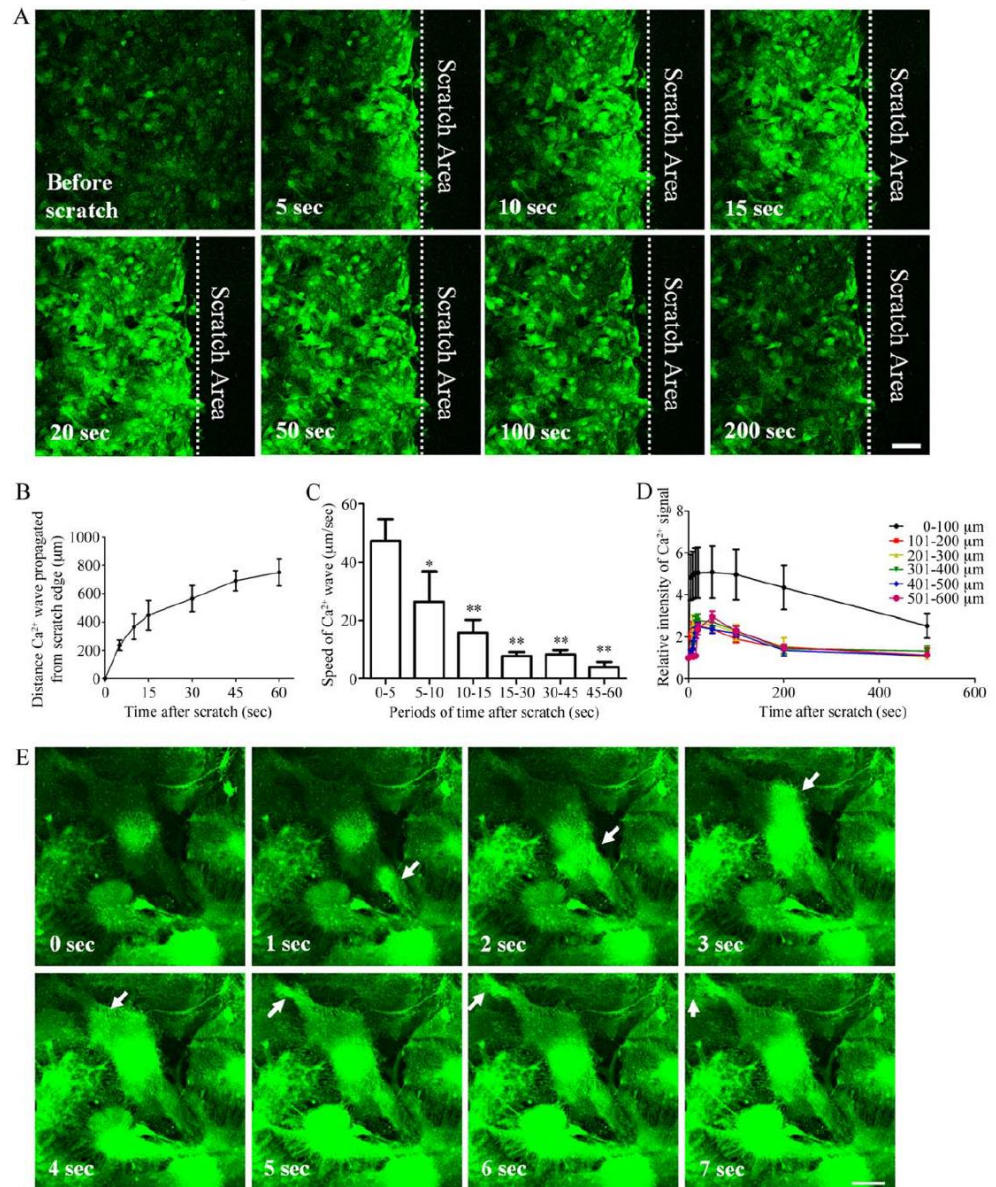 A
Before
scratch
5 sec
Scratch Area
10 sec
Scratch Area
15 sec
Scratch Area
20 sec
Scratch Area
50 sec
Scratch Area
100 sec
Scratch Area
200 sec
Scratch Area
B
Distance Ca²⁺ wave propagated
from scratch edge (μm)
1000
800
600
400
200
0
0 15 30 45 60
Time after scratch (sec)
C
Speed of Ca²⁺ wave (μm/sec)
60
40
20
0
* ** ** ** **
0-5 5-10 10-15 15-30 30-45 45-60
Periods of time after scratch (sec)
D
Relative intensity of Ca²⁺ signal
8
6
4
2
0
0 200 400 600
Time after scratch (sec)
0-100 μm
101-200 μm
201-300 μm
301-400 μm
401-500 μm
501-600 μm
E
0 sec
1 sec
2 sec
3 sec
4 sec
5 sec
6 sec
7 sec